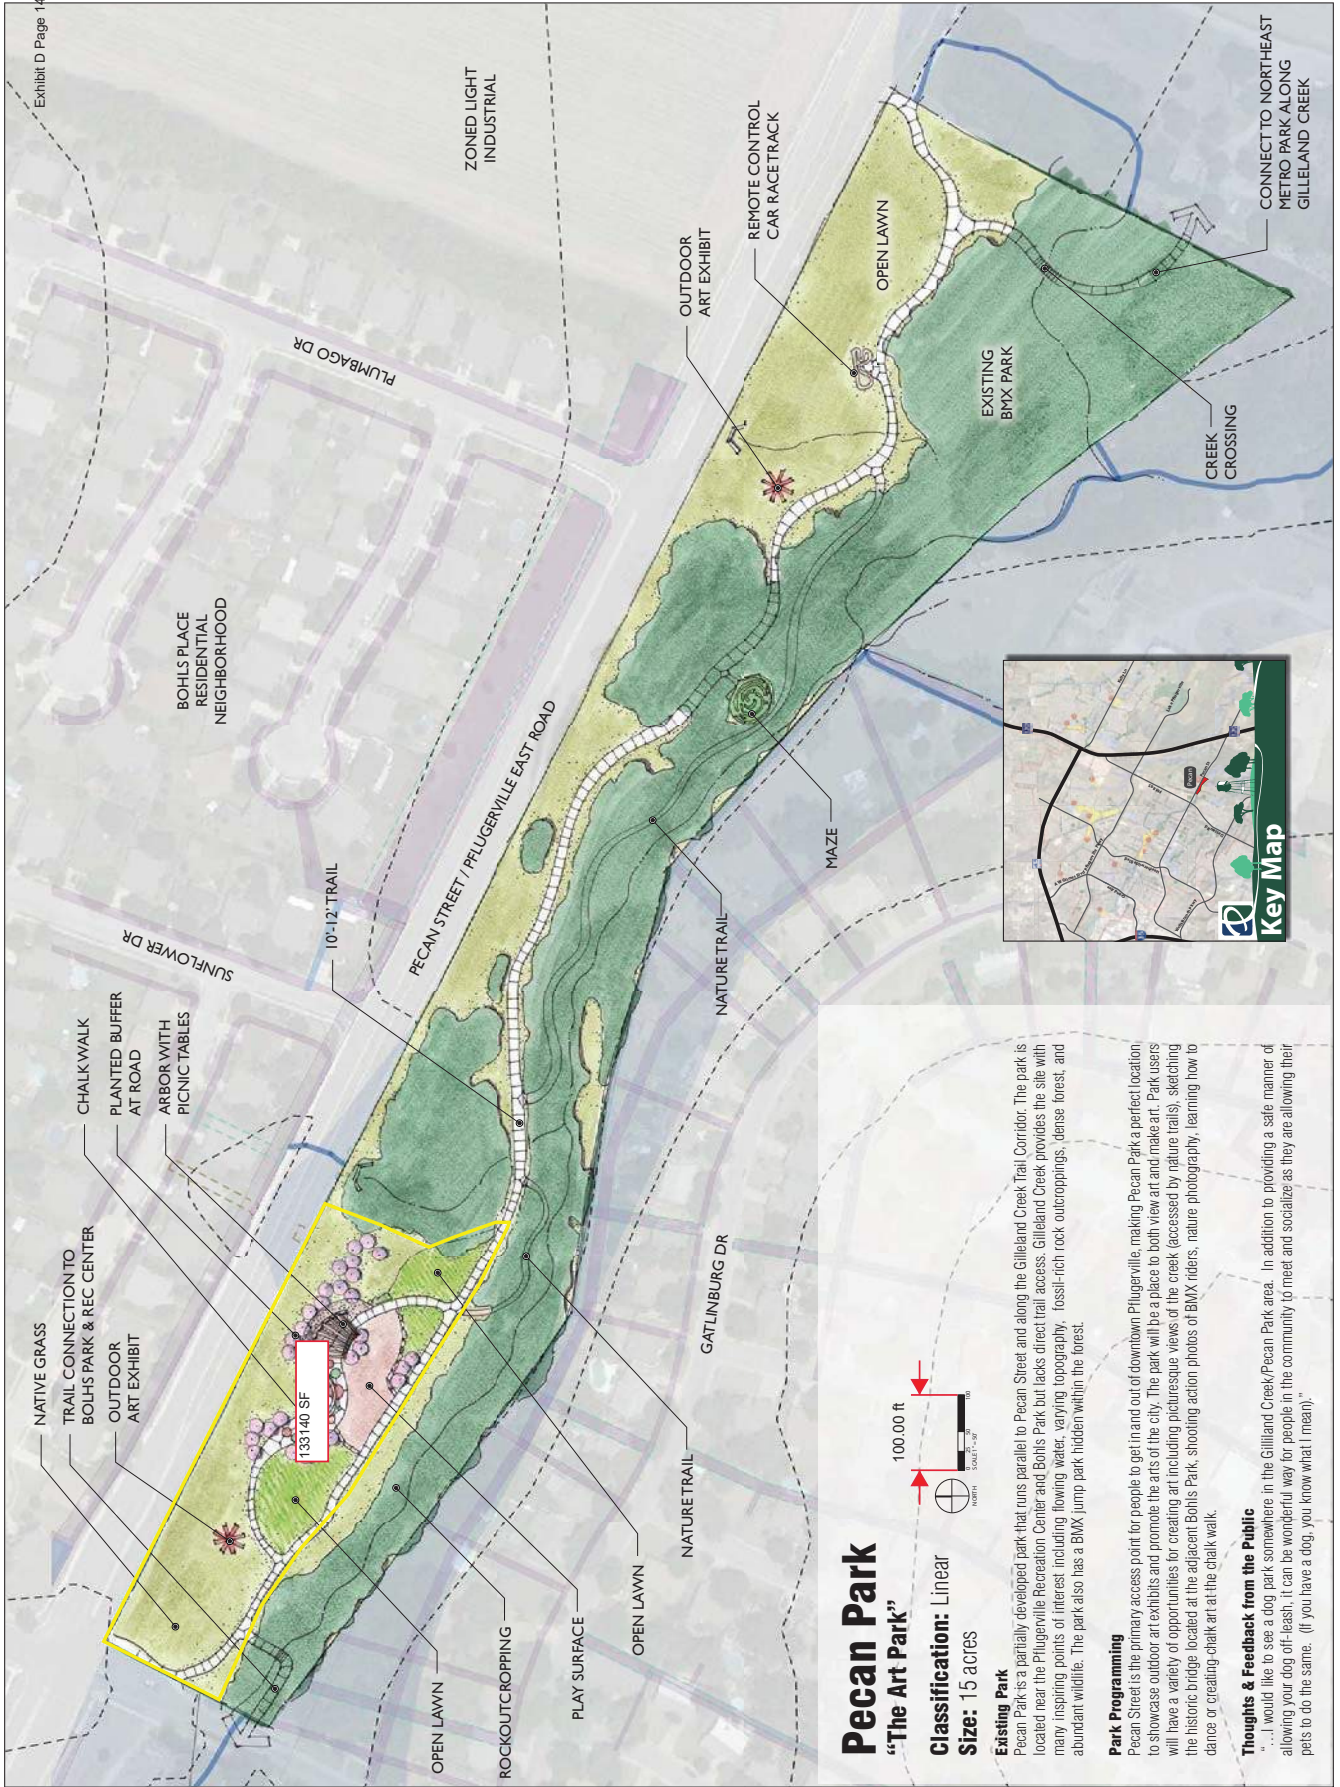 Exhibit D Page 14
NATIVE GRASS
TRAIL CONNECTION TO
BOLHS PARK & REC CENTER
OUTDOOR
ART EXHIBIT
CHALK WALK
PLANTED BUFFER
AT ROAD
ARBOR WITH
PICNIC TABLES
SUNFLOWER DR
10'-12' TRAIL
PECAN STREET / PFLUGERVILLE EAST ROAD
BOHLS PLACE
RESIDENTIAL
NEIGHBORHOOD
PLUMBAGO DR
ZONED LIGHT
INDUSTRIAL
OUTDOOR
ART EXHIBIT
REMOTE CONTROL
CAR RACETRACK
OPEN LAWN
EXISTING
BMX PARK
133140 SF
OPEN LAWN
ROCK OUTCROPPING
PLAY SURFACE
OPEN LAWN
NATURE TRAIL
GATLINBURG DR
NATURE TRAIL
MAZE
CREEK
CROSSING
CONNECT TO NORTHEAST
METRO PARK ALONG
GILLELAND CREEK
Pecan Park
"The Art Park"
Classification: Linear
Size: 15 acres
100.00 ft
NORTH
0 25 50 100
SCALE 1" = 50'
Existing Park
Pecan Park is a partially developed park that runs parallel to Pecan Street and along the Gilleland Creek Trail Corridor. The park is
located near the Pflugerville Recreation Center and Bohls Park but lacks direct trail access. Gilleland Creek provides the site with
many inspiring points of interest including flowing water, varying topography, fossil-rich rock outcroppings, dense forest, and
abundant wildlife. The park also has a BMX jump park hidden within the forest.
Park Programming
Pecan Street is the primary access point for people to get in and out of downtown Pflugerville, making Pecan Park a perfect location
to showcase outdoor art exhibits and promote the arts of the city. The park will be a place to both view art and make art. Park users
will have a variety of opportunities for creating art including picturesque views of the creek (accessed by nature trails), sketching
the historic bridge located at the adjacent Bohls Park, shooting action photos of BMX riders, nature photography, learning how to
dance or creating-chalk art at the chalk walk.
Thoughts & Feedback from the Public
"...I would like to see a dog park somewhere in the Gilliland Creek/Pecan Park area. In addition to providing a safe manner of
allowing your dog off-leash, it can be wonderful way for people in the community to meet and socialize as they are allowing their
pets to do the same. (If you have a dog, you know what I mean)."
Pecan
Key Map